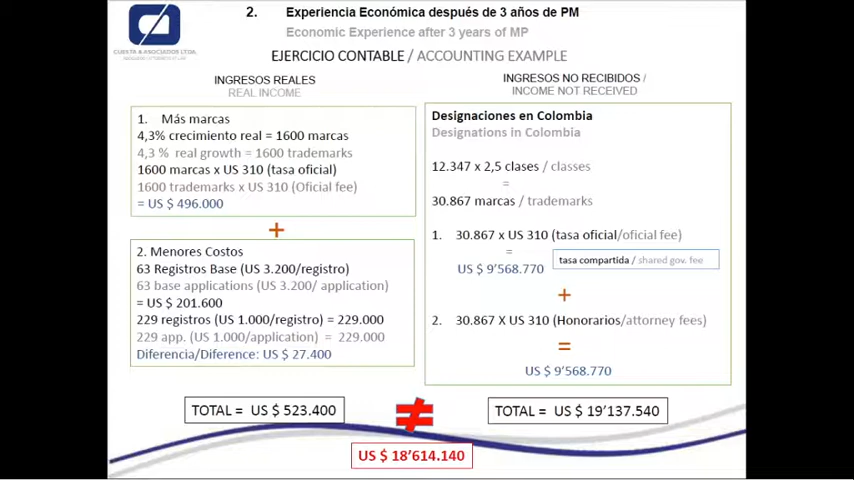 2. Experiencia Económica después de 3 años de PM
Economic Experience after 3 years of MP
CUESTA & ASOCIADOS LTDA.
EJERCICIO CONTABLE / ACCOUNTING EXAMPLE
INGRESOS REALES
REAL INCOME
1. Más marcas
4,3% crecimiento real = 1600 marcas
4,3 % real growth = 1600 trademarks
1600 marcas x US 310 (tasa oficial)
1600 trademarks x US 310 (Oficial fee)
= US $ 496.000
+
2. Menores Costos
63 Registros Base (US 3.200/registro)
63 base applications (US 3.200/ application)
= US $ 201.600
229 registros (US 1.000/registro) = 229.000
229 app. (US 1.000/application) = 229.000
Diferencia/Diference: US $ 27.400
TOTAL = US $ 523.400
INGRESOS NO RECIBIDOS /
INCOME NOT RECEIVED
Designaciones en Colombia
Designations in Colombia
12.347 x 2,5 clases / classes
=
30.867 marcas / trademarks
1. 30.867 x US 310 (tasa oficial/oficial fee)
=
US $ 9’568.770
tasa compartida / shared gov. fee
+
2. 30.867 X US 310 (Honorarios/attorney fees)
=
US $ 9’568.770
TOTAL = US $ 19’137.540
≠
US $ 18’614.140